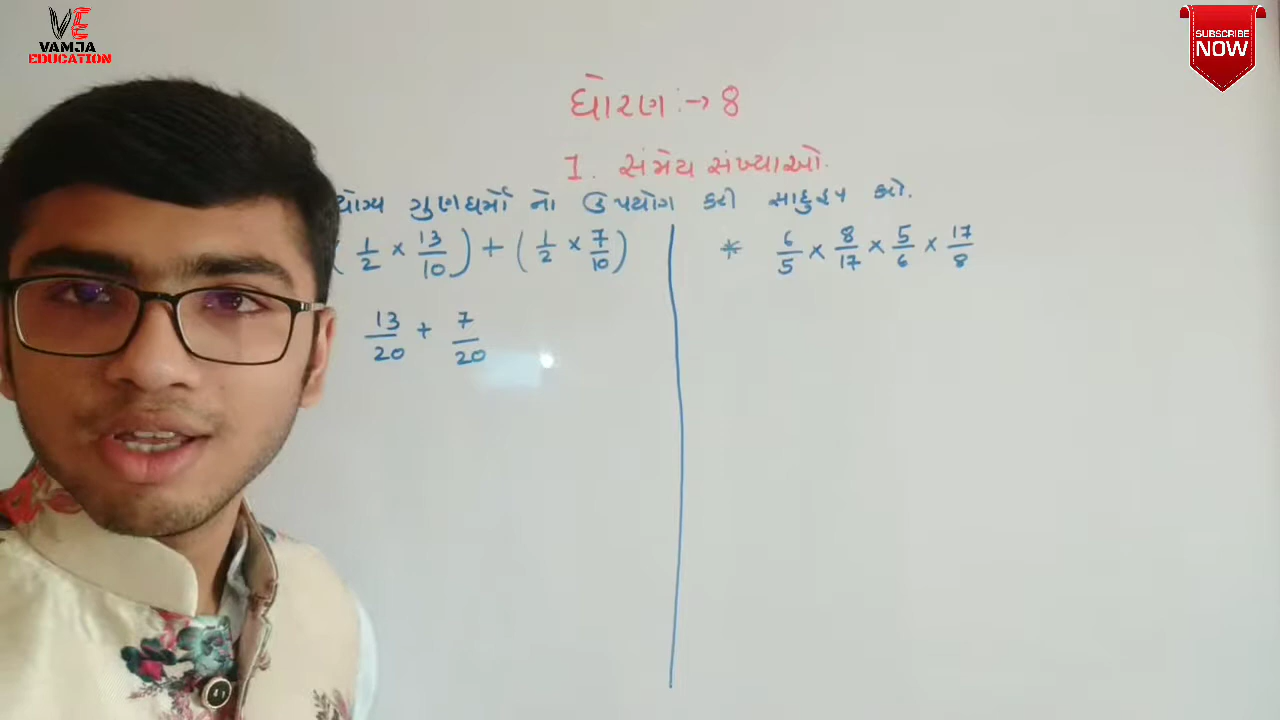 VE
VAMJA
EDUCATION
SUBSCRIBE
NOW
ધોરણ :→ 8
1. સંમેય સંખ્યાઓ.
યોગ્ય ગુણધર્મો નો ઉપયોગ કરી સાદુરૂપ આપો.
(1/2 × 13/10) + (1/2 × 7/10)
13/20 + 7/20
* 6/5 × 8/17 × 5/6 × 17/8